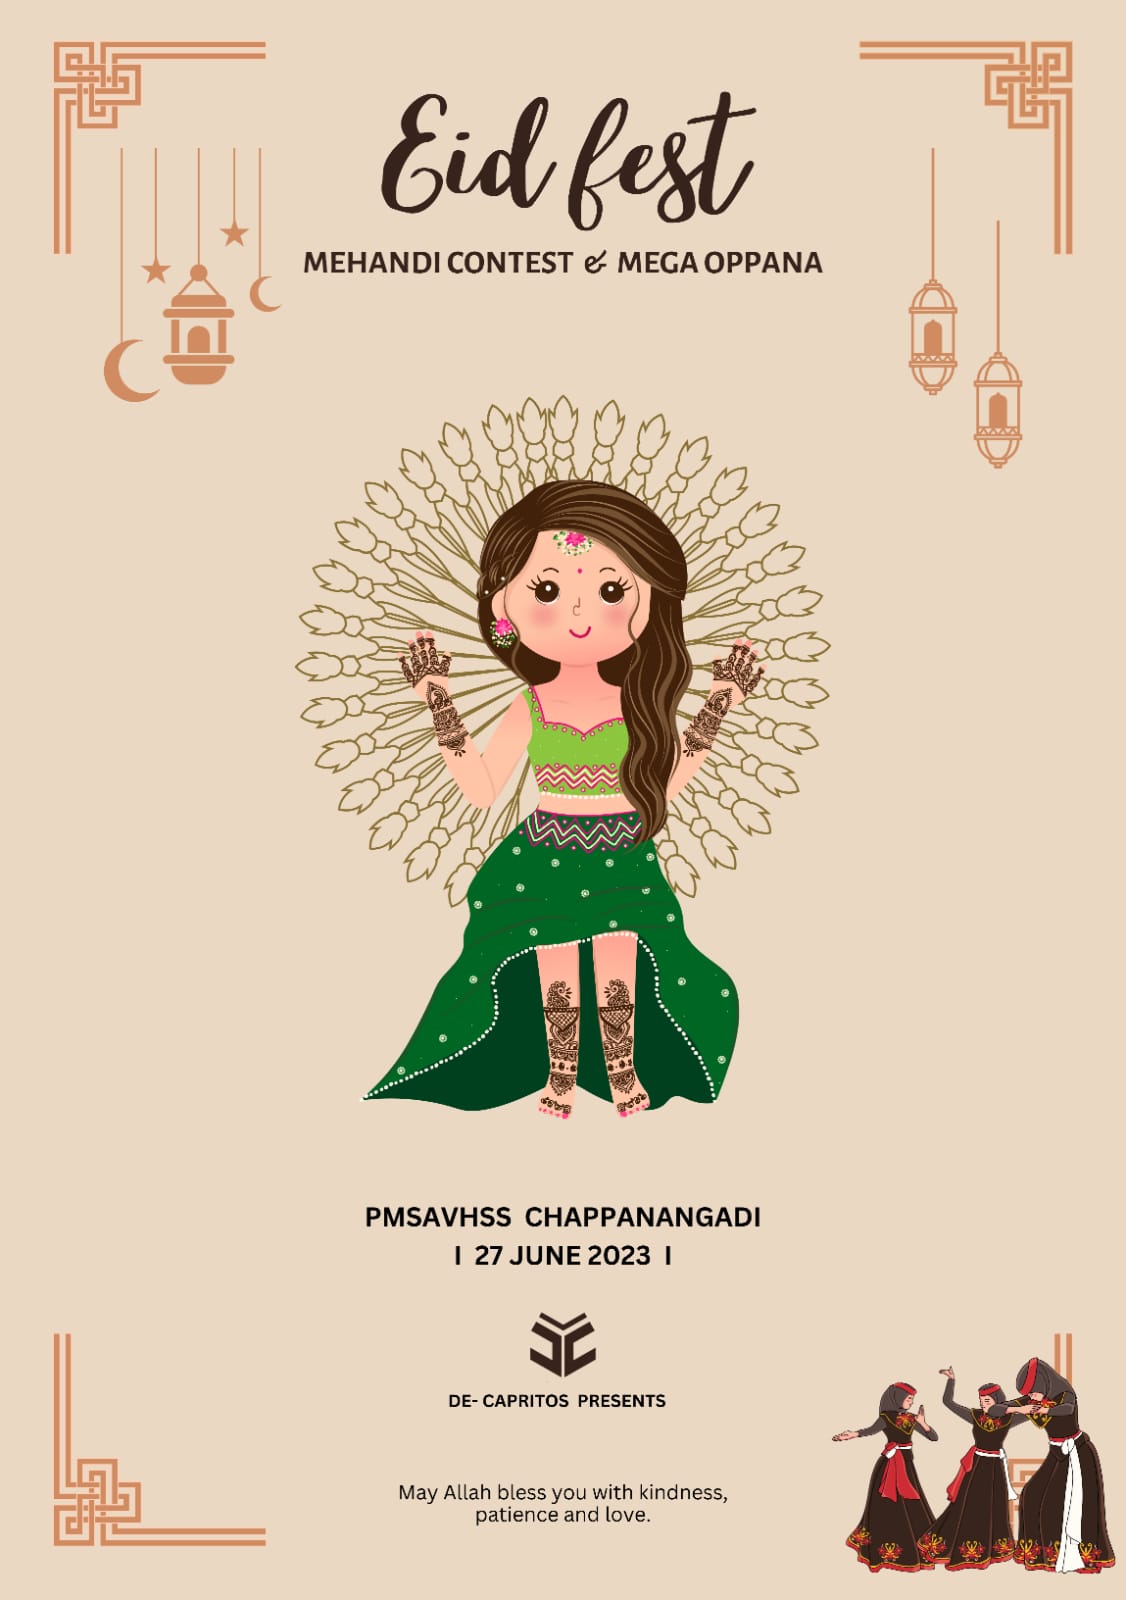 Eid fest
MEHANDI CONTEST & MEGA OPPANA
PMSAVHSS CHAPPANANGADI
I 27 JUNE 2023 I
DE- CAPRITOS PRESENTS
May Allah bless you with kindness,
patience and love.